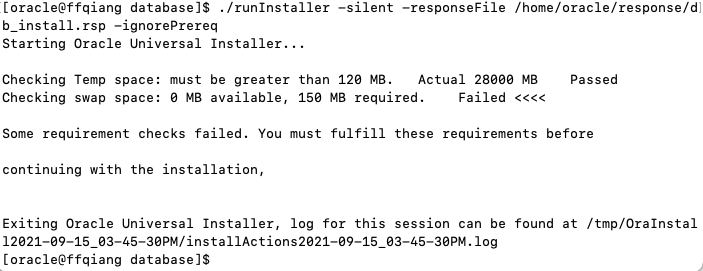 [oracle@ffqiang database]$ ./runInstaller -silent -responseFile /home/oracle/response/d
b_install.rsp -ignorePrereq
Starting Oracle Universal Installer...
Checking Temp space: must be greater than 120 MB.   Actual 28000 MB    Passed
Checking swap space: 0 MB available, 150 MB required.    Failed <<<<
Some requirement checks failed. You must fulfill these requirements before
continuing with the installation,
Exiting Oracle Universal Installer, log for this session can be found at /tmp/OraInstal
l2021-09-15_03-45-30PM/installActions2021-09-15_03-45-30PM.log
[oracle@ffqiang database]$